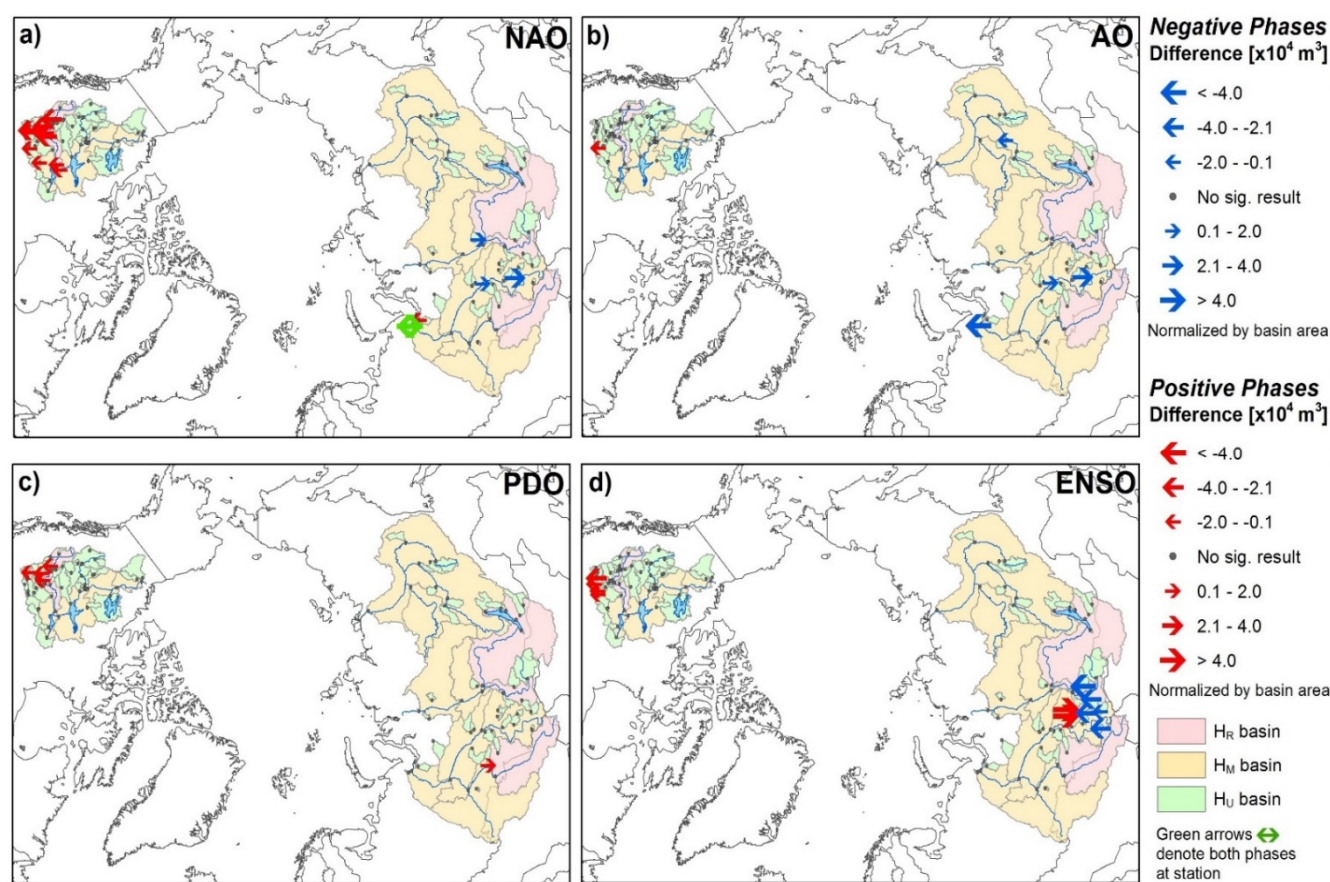 a)
NAO
b)
AO
c)
PDO
d)
ENSO
Negative Phases
Difference [x10⁴ m³]
< -4.0
-4.0 - -2.1
-2.0 - -0.1
No sig. result
0.1 - 2.0
2.1 - 4.0
> 4.0
Normalized by basin area
Positive Phases
Difference [x10⁴ m³]
< -4.0
-4.0 - -2.1
-2.0 - -0.1
No sig. result
0.1 - 2.0
2.1 - 4.0
> 4.0
Normalized by basin area
H_R basin
H_M basin
H_U basin
Green arrows
denote both phases
at station